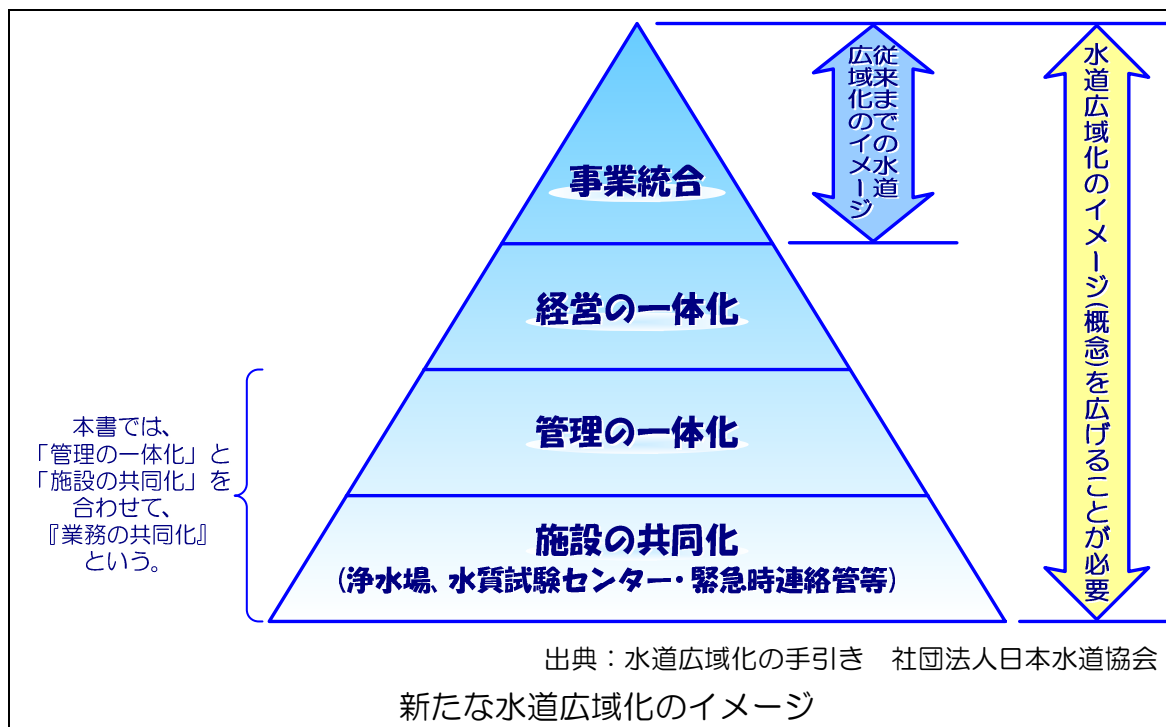 事業統合
経営の一体化
管理の一体化
施設の共同化
(浄水場、水質試験センター・緊急時連絡管等)
従来までの水道
広域化のイメージ
水道広域化のイメージ(概念)を広げることが必要
本書では、
「管理の一体化」と
「施設の共同化」を
合わせて、
『業務の共同化』
という。
出典:水道広域化の手引き 社団法人日本水道協会
新たな水道広域化のイメージ